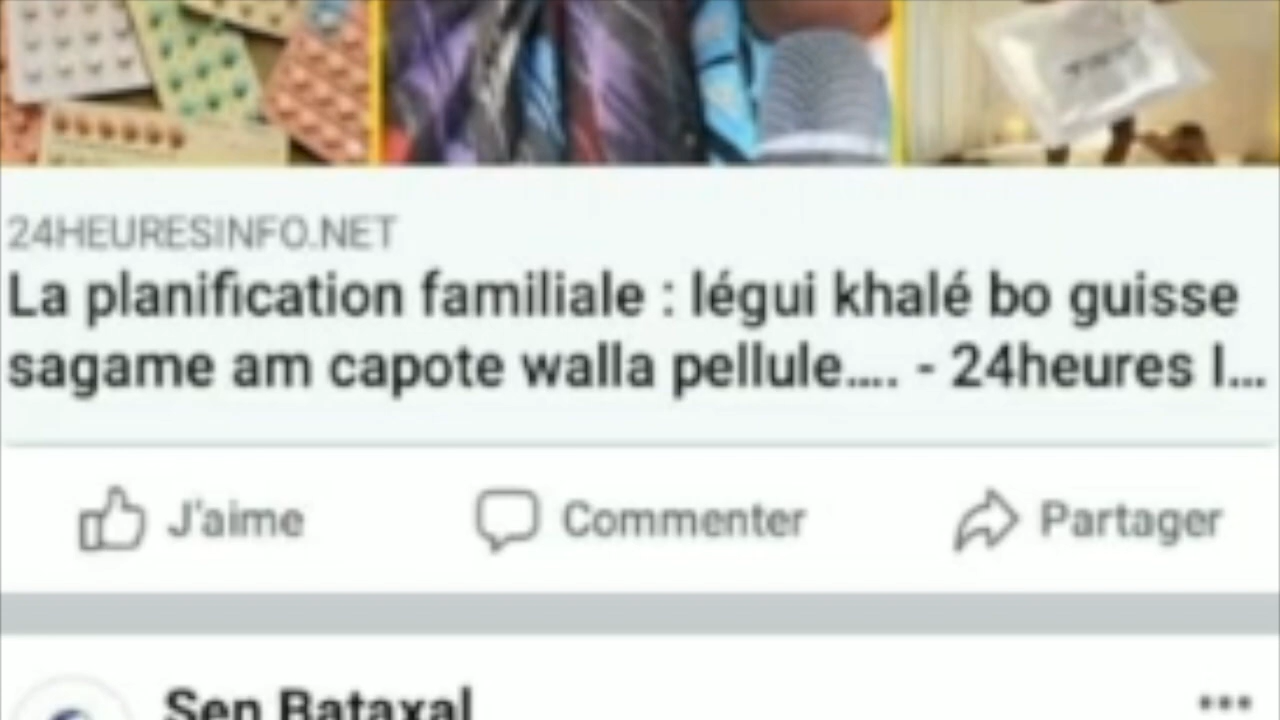 24HEURESINFO.NET
La planification familiale : légui khalé bo guisse
sagame am capote walla pellule.... - 24heures I...
J'aime
Commenter
Partager
Sen Bataxal